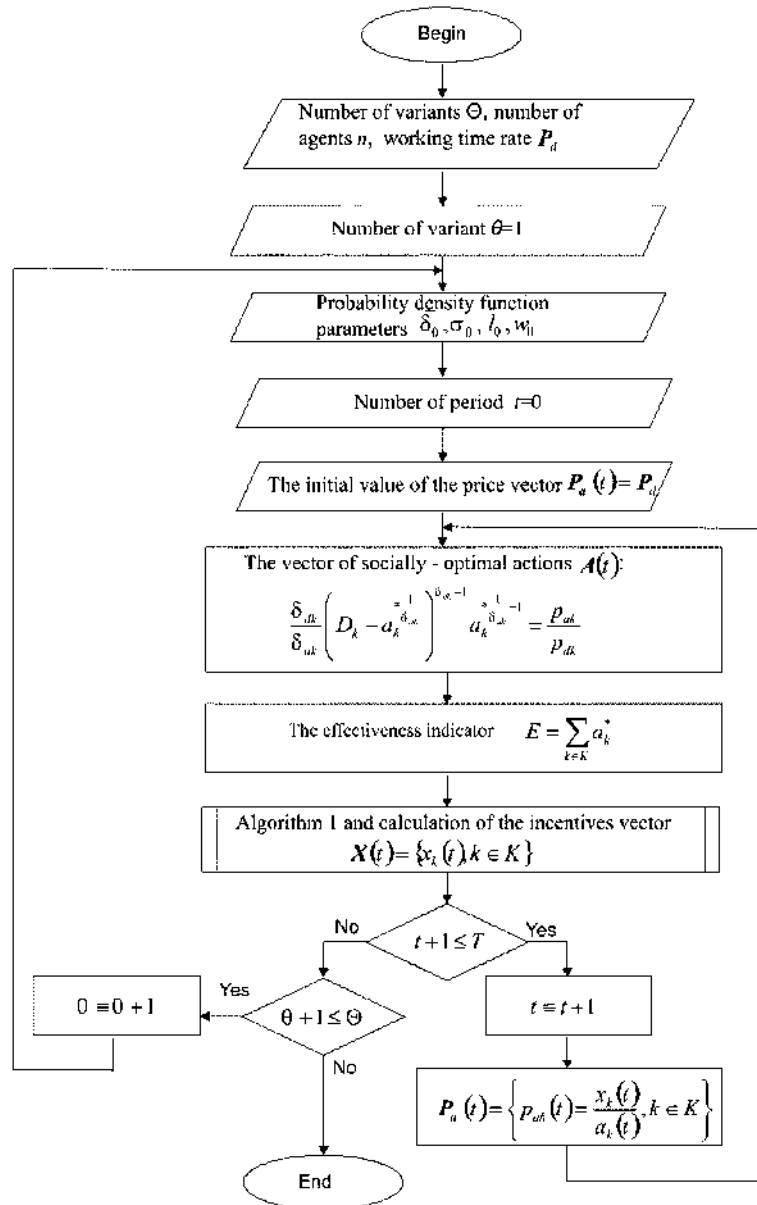 Begin
Number of variants Θ, number of
agents n, working time rate P_d
Number of variant θ=1
Probability density function
parameters δ̄_0, σ_0, l_0, w_0
Number of period t=0
The initial value of the price vector P_a(t)= P_d
The vector of socially - optimal actions A(t):
δ_dk/δ_ak (D_k − a_k^{* 1/δ_ak})^{δ_dk −1} a_k^{* 1/δ_ak −1} = p_ak/p_dk
The effectiveness indicator E = ∑_{k∈K} a_k^*
Algorithm 1 and calculation of the incentives vector
X(t)= {x_k(t), k ∈ K}
No
t+1 ≤ T
Yes
0 = 0 + 1
Yes
θ+1 ≤ Θ
t = t+1
No
P_a(t)= {p_ak(t)= x_k(t)/a_k(t), k ∈ K}
End